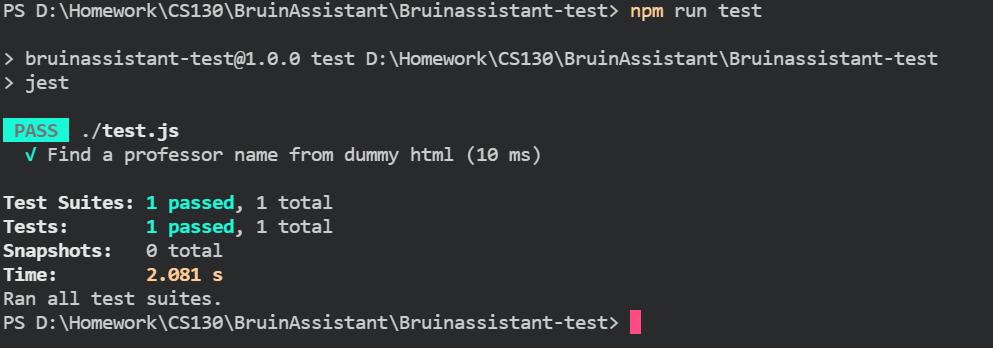 PS D:\Homework\CS130\BruinAssistant\Bruinassistant-test> npm run test
> bruinassistant-test@1.0.0 test D:\Homework\CS130\BruinAssistant\Bruinassistant-test
> jest
PASS ./test.js
√ Find a professor name from dummy html (10 ms)
Test Suites: 1 passed, 1 total
Tests: 1 passed, 1 total
Snapshots: 0 total
Time: 2.081 s
Ran all test suites.
PS D:\Homework\CS130\BruinAssistant\Bruinassistant-test>